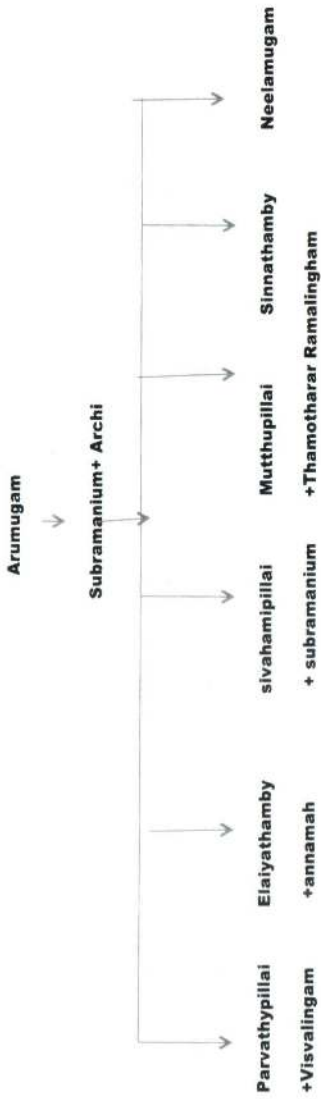 Arumugam
Subramanium+ Archi
Parvathypillai Elaiyathamby sivahamipillai Mutthupillai Sinnathamby Neelamugam
+Visvalingam +annamah + subramanium +Thamotharar Ramalingham